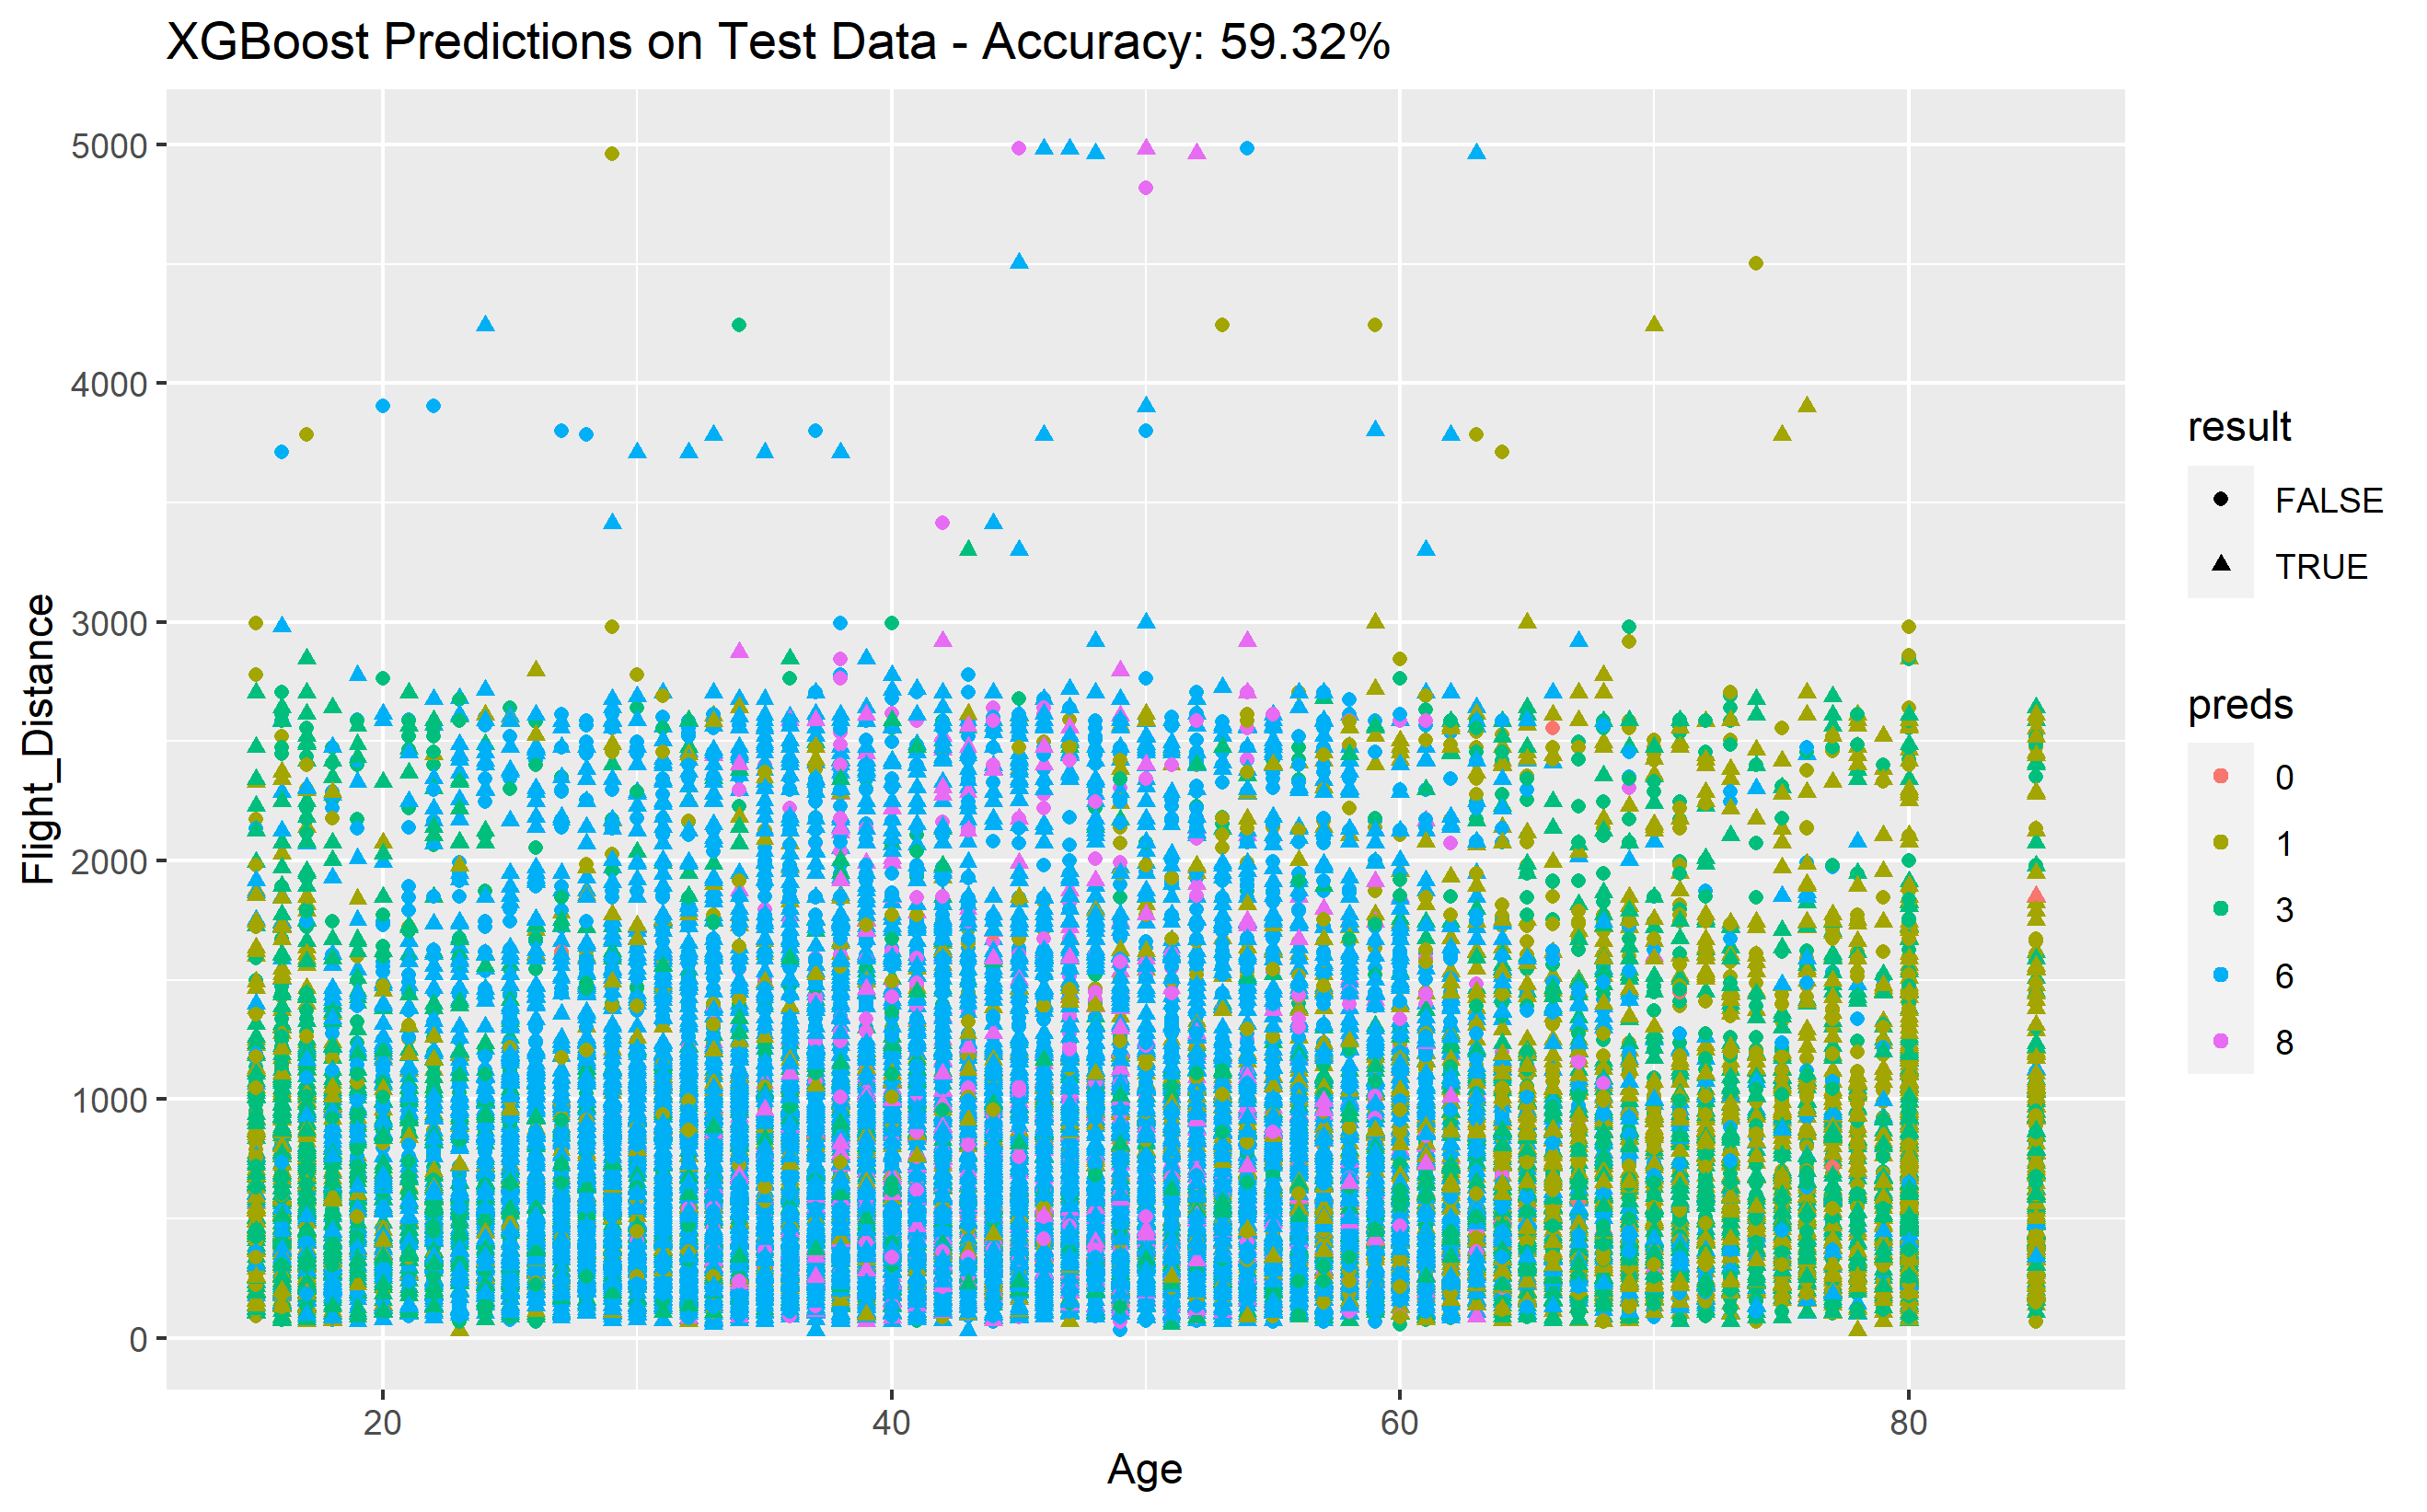 XGBoost Predictions on Test Data - Accuracy: 59.32%
5000
4000
3000
2000
1000
0
Flight_Distance
20 40 60 80
Age
result
FALSE
TRUE
preds
0
1
3
6
8